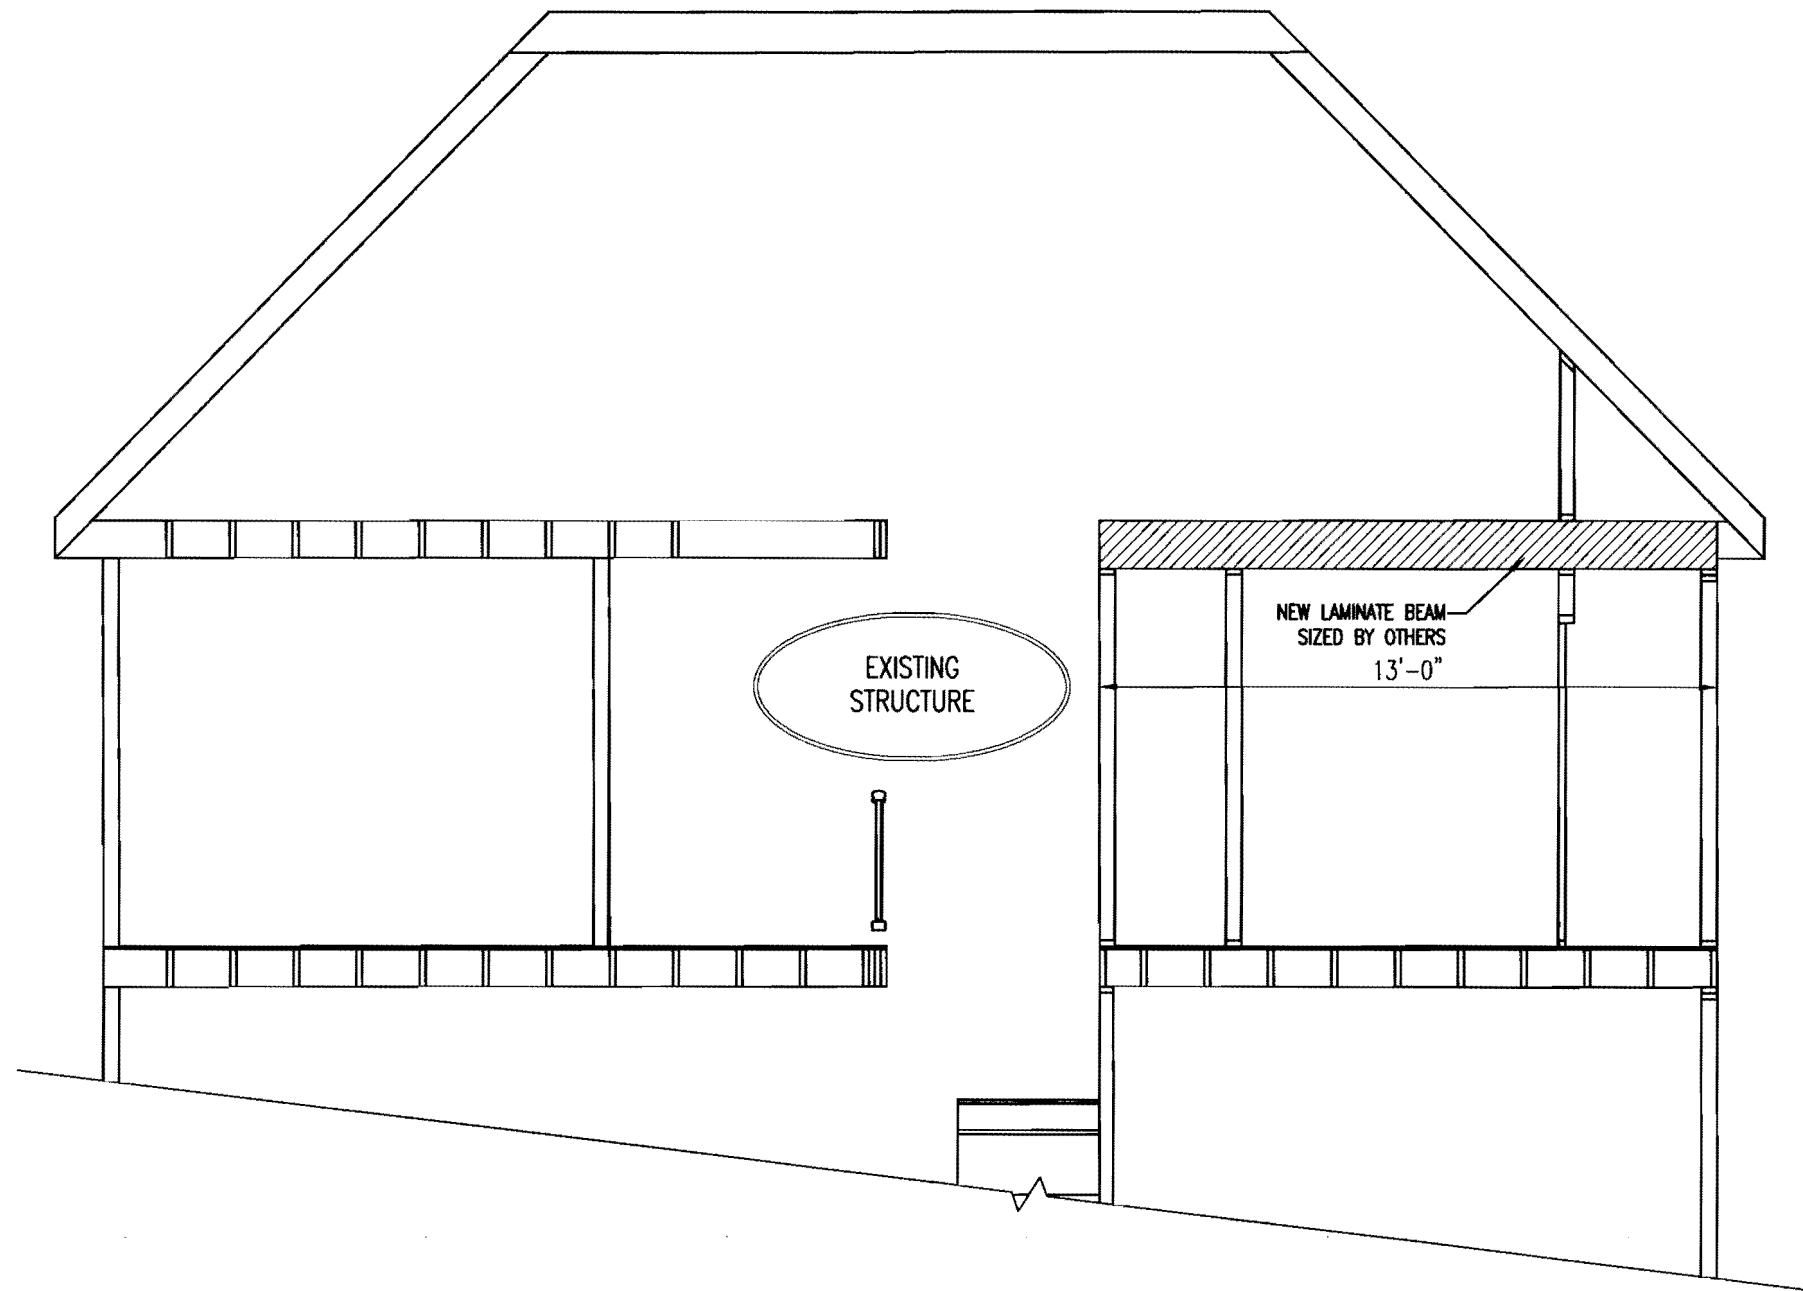 NEW LAMINATE BEAM
SIZED BY OTHERS
13'-0"
EXISTING
STRUCTURE